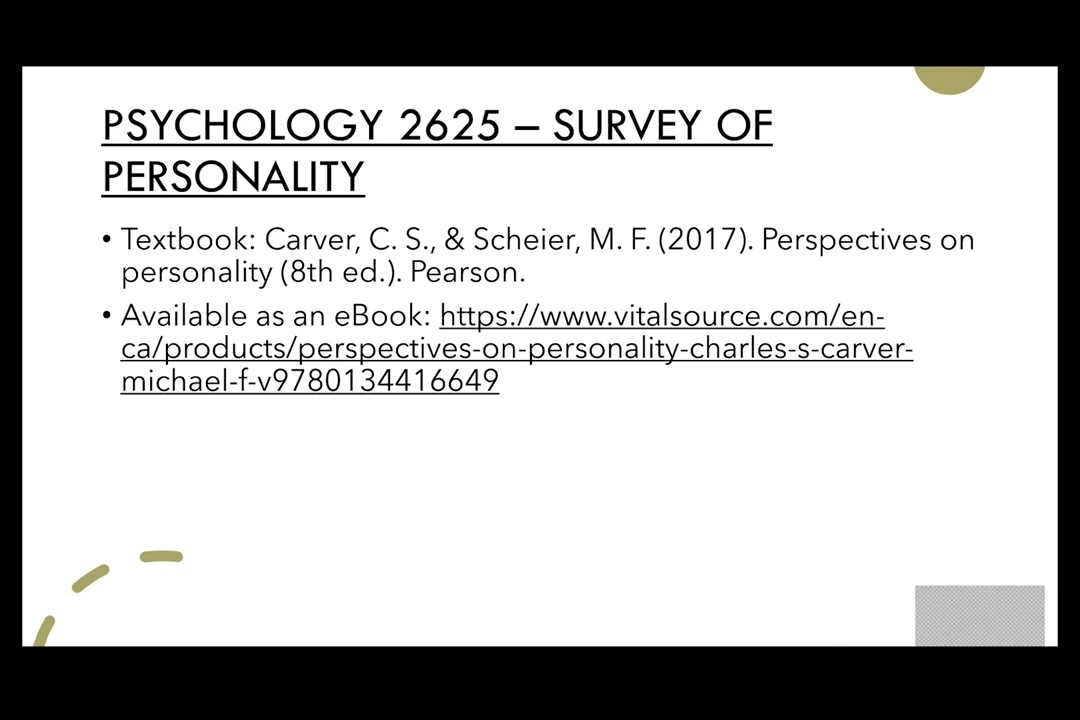 PSYCHOLOGY 2625 – SURVEY OF
PERSONALITY
• Textbook: Carver, C. S., & Scheier, M. F. (2017). Perspectives on
personality (8th ed.). Pearson.
• Available as an eBook: https://www.vitalsource.com/en-
ca/products/perspectives-on-personality-charles-s-carver-
michael-f-v9780134416649